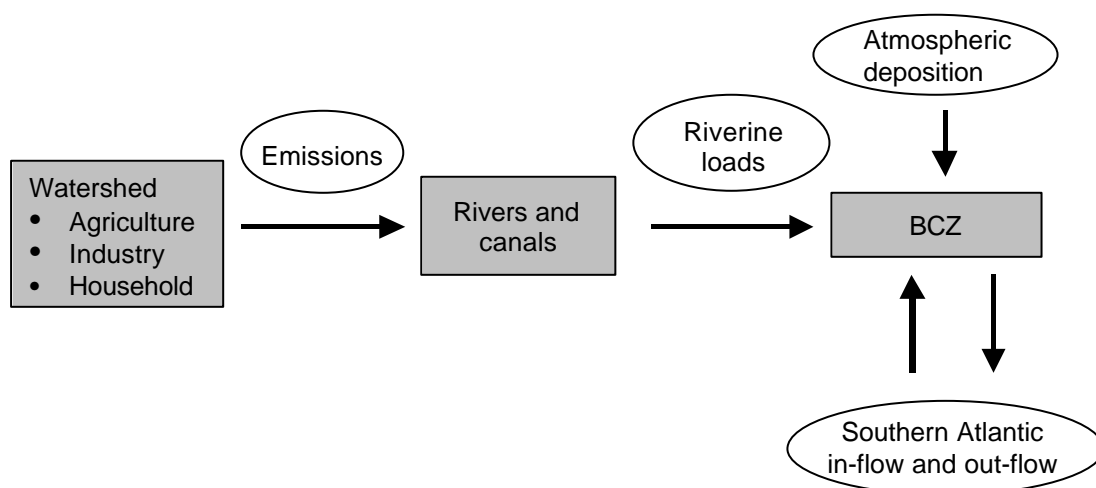 Atmospheric
deposition
Emissions
Riverine
loads
Watershed
• Agriculture
• Industry
• Household
Rivers and
canals
BCZ
Southern Atlantic
in-flow and out-flow